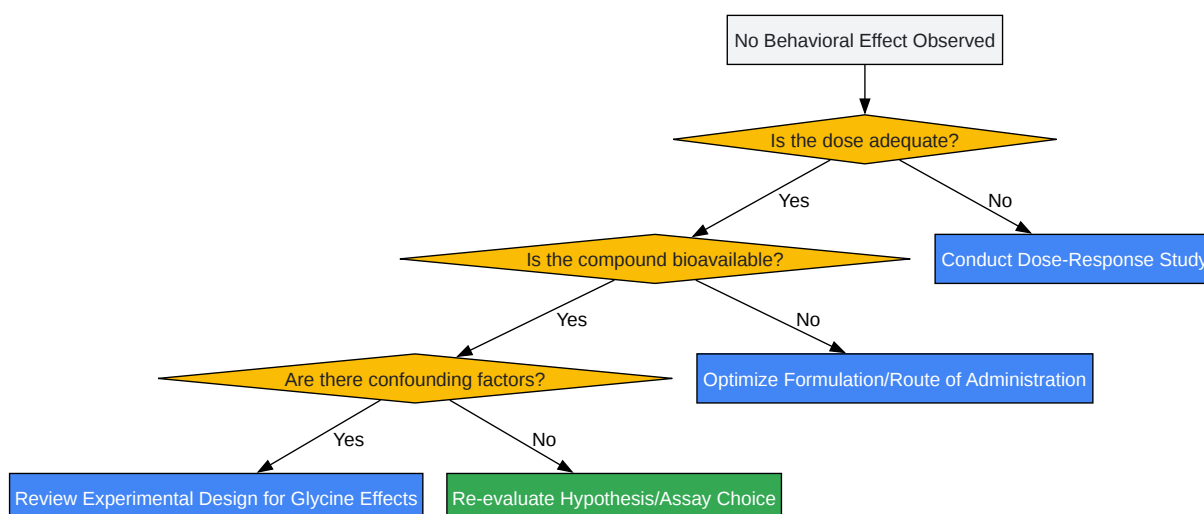 No Behavioral Effect Observed
Is the dose adequate?
Yes
No
Is the compound bioavailable?
Conduct Dose-Response Study
Yes
No
Are there confounding factors?
Optimize Formulation/Route of Administration
Yes
No
Review Experimental Design for Glycine Effects
Re-evaluate Hypothesis/Assay Choice